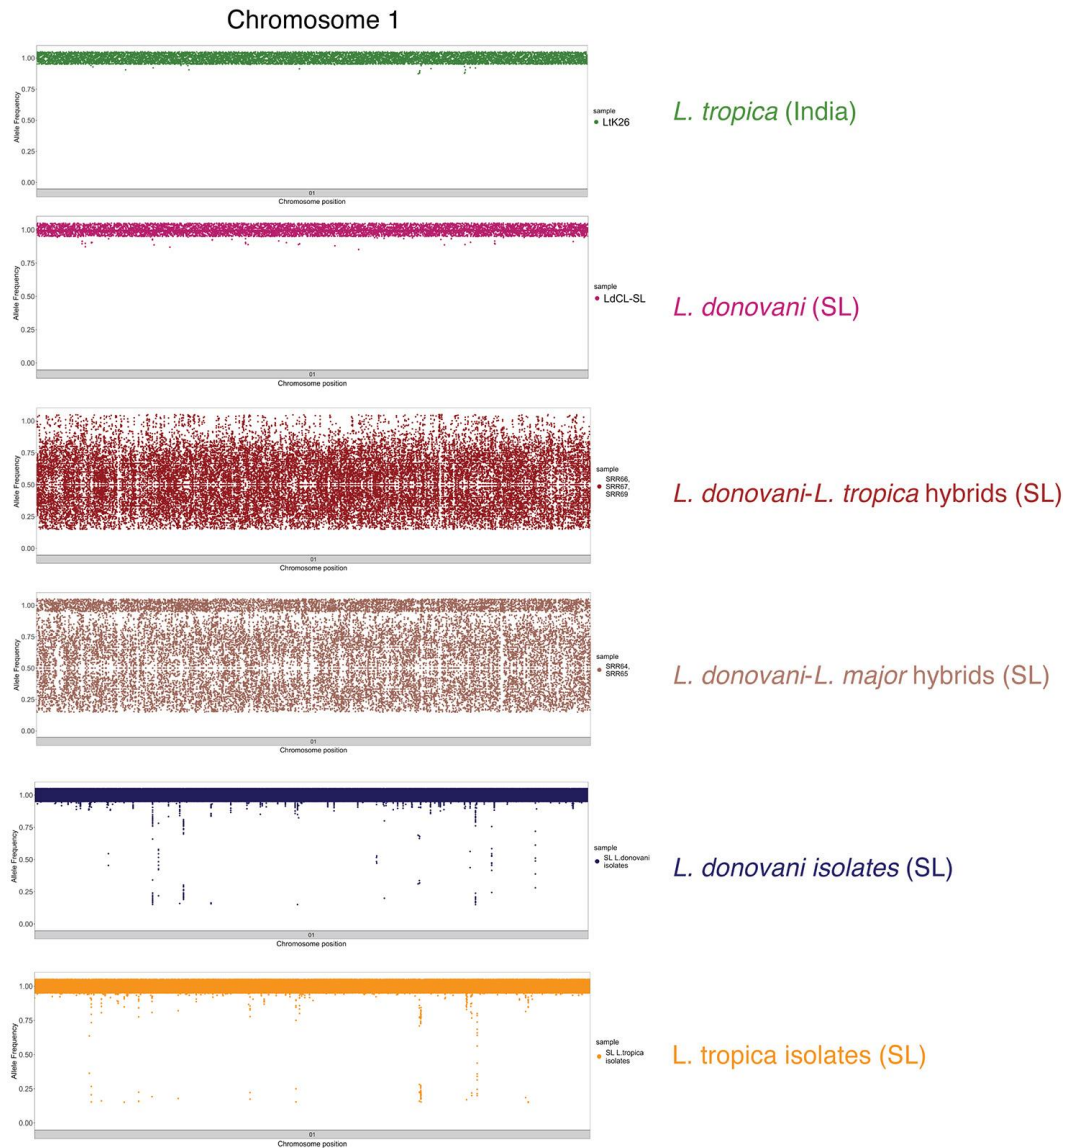 Chromosome 1
1.00
0.75
0.50
0.25
0.00
Allele Frequency
01
Chromosome position
sample
LtK26
L. tropica (India)
1.00
0.75
0.50
0.25
0.00
Allele Frequency
01
Chromosome position
sample
LdCL-SL
L. donovani (SL)
1.00
0.75
0.50
0.25
0.00
Allele Frequency
01
Chromosome position
sample
SRR66,
SRR67,
SRR69
L. donovani-L. tropica hybrids (SL)
1.00
0.75
0.50
0.25
0.00
Allele Frequency
01
Chromosome position
sample
SRR64,
SRR65
L. donovani-L. major hybrids (SL)
1.00
0.75
0.50
0.25
0.00
Allele Frequency
01
Chromosome position
sample
SL L.donovani
isolates
L. donovani isolates (SL)
1.00
0.75
0.50
0.25
0.00
Allele Frequency
01
Chromosome position
sample
SL L.tropica
isolates
L. tropica isolates (SL)